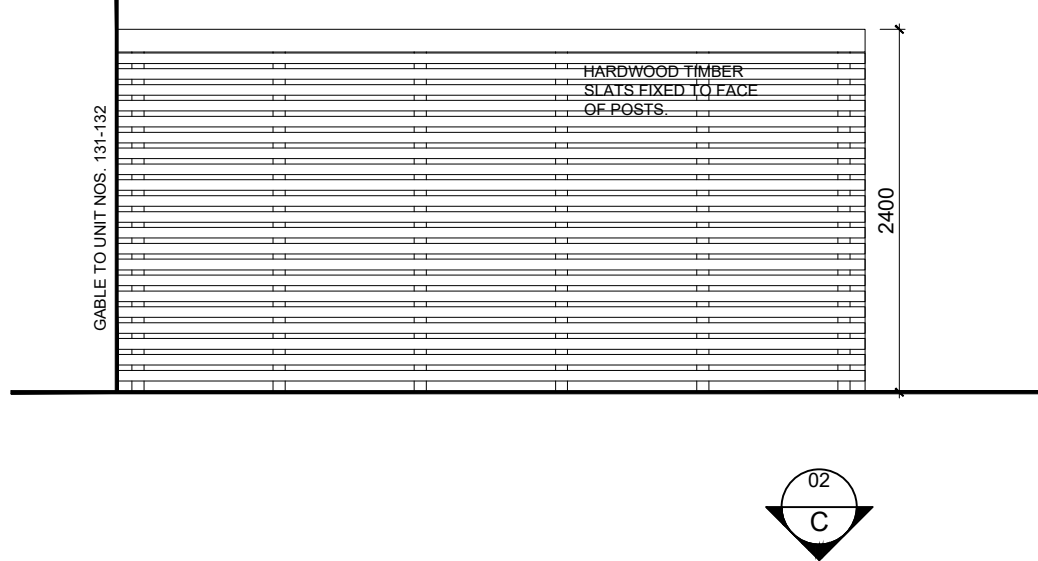 HARDWOOD TIMBER
SLATS FIXED TO FACE
OF POSTS.
GABLE TO UNIT NOS. 131-132
2400
02
C